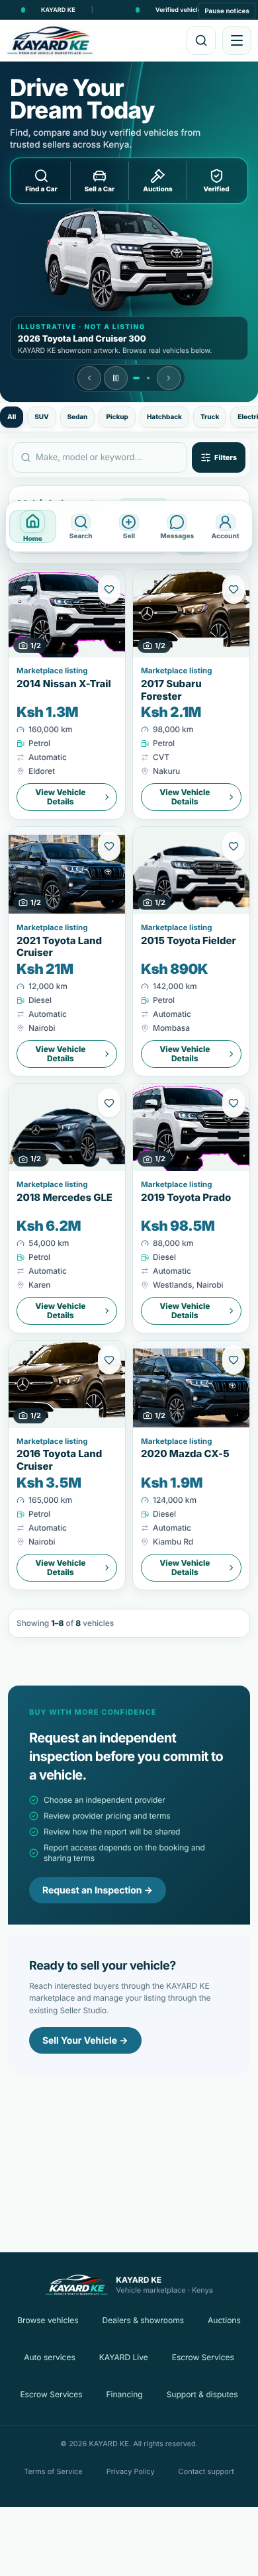 KAYARD KE
Pause notices
KAYARD KE
Drive Your
Dream Today
Find, compare and buy verified vehicles from
trusted sellers across Kenya.
Find a Car
Sell a Car
Auctions
Verified
ILLUSTRATIVE · NOT A LISTING
2026 Toyota Land Cruiser 300
KAYARD KE showroom artwork. Browse real vehicles below.
All
SUV
Sedan
Pickup
Hatchback
Truck
Make, model or keyword...
Filters
Home
Search
Sell
Messages
Account
1/2
Marketplace listing
2014 Nissan X-Trail
Ksh 1.3M
160,000 km
Petrol
Automatic
Eldoret
View Vehicle
Details
1/2
Marketplace listing
2017 Subaru
Forester
Ksh 2.1M
98,000 km
Petrol
CVT
Nakuru
View Vehicle
Details
1/2
Marketplace listing
2021 Toyota Land
Cruiser
Ksh 21M
12,000 km
Diesel
Automatic
Nairobi
View Vehicle
Details
1/2
Marketplace listing
2015 Toyota Fielder
Ksh 890K
142,000 km
Petrol
Automatic
Mombasa
View Vehicle
Details
1/2
Marketplace listing
2018 Mercedes GLE
Ksh 6.2M
54,000 km
Petrol
Automatic
Karen
View Vehicle
Details
1/2
Marketplace listing
2019 Toyota Prado
Ksh 98.5M
88,000 km
Diesel
Automatic
Westlands, Nairobi
View Vehicle
Details
1/2
Marketplace listing
2016 Toyota Land
Cruiser
Ksh 3.5M
165,000 km
Petrol
Automatic
Nairobi
View Vehicle
Details
1/2
Marketplace listing
2020 Mazda CX-5
Ksh 1.9M
124,000 km
Diesel
Automatic
Kiambu Rd
View Vehicle
Details
Showing 1–8 of 8 vehicles
BUY WITH MORE CONFIDENCE
Request an independent
inspection before you commit to
a vehicle.
Choose an independent provider
Review provider pricing and terms
Review how the report will be shared
Report access depends on the booking and
sharing terms
Request an Inspection →
Ready to sell your vehicle?
Reach interested buyers through the KAYARD KE
marketplace and manage your listing through the
existing Seller Studio.
Sell Your Vehicle →
KAYARD KE
KAYARD KE
Vehicle marketplace · Kenya
Browse vehicles
Dealers & showrooms
Auctions
Auto services
KAYARD Live
Escrow Services
Escrow Services
Financing
Support & disputes
© 2026 KAYARD KE. All rights reserved.
Terms of Service
Privacy Policy
Contact support